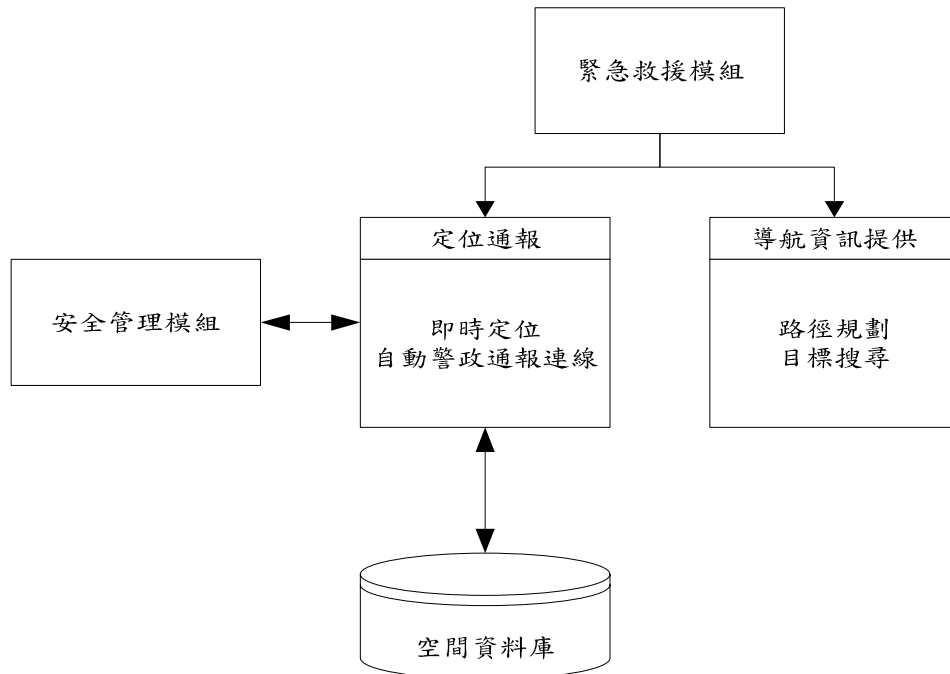 緊急救援模組
定位通報
導航資訊提供
安全管理模組
即時定位
自動警政通報連線
路徑規劃
目標搜尋
空間資料庫